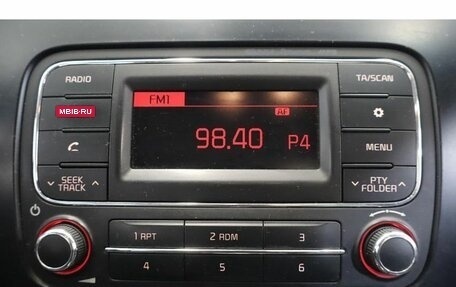 RADIO
FM1
TA/SCAN
MBIB-RU
AF
98.40 P4
MENU
SEEK
TRACK
PTY
FOLDER
1 RPT
2 RDM
3
4
5
6